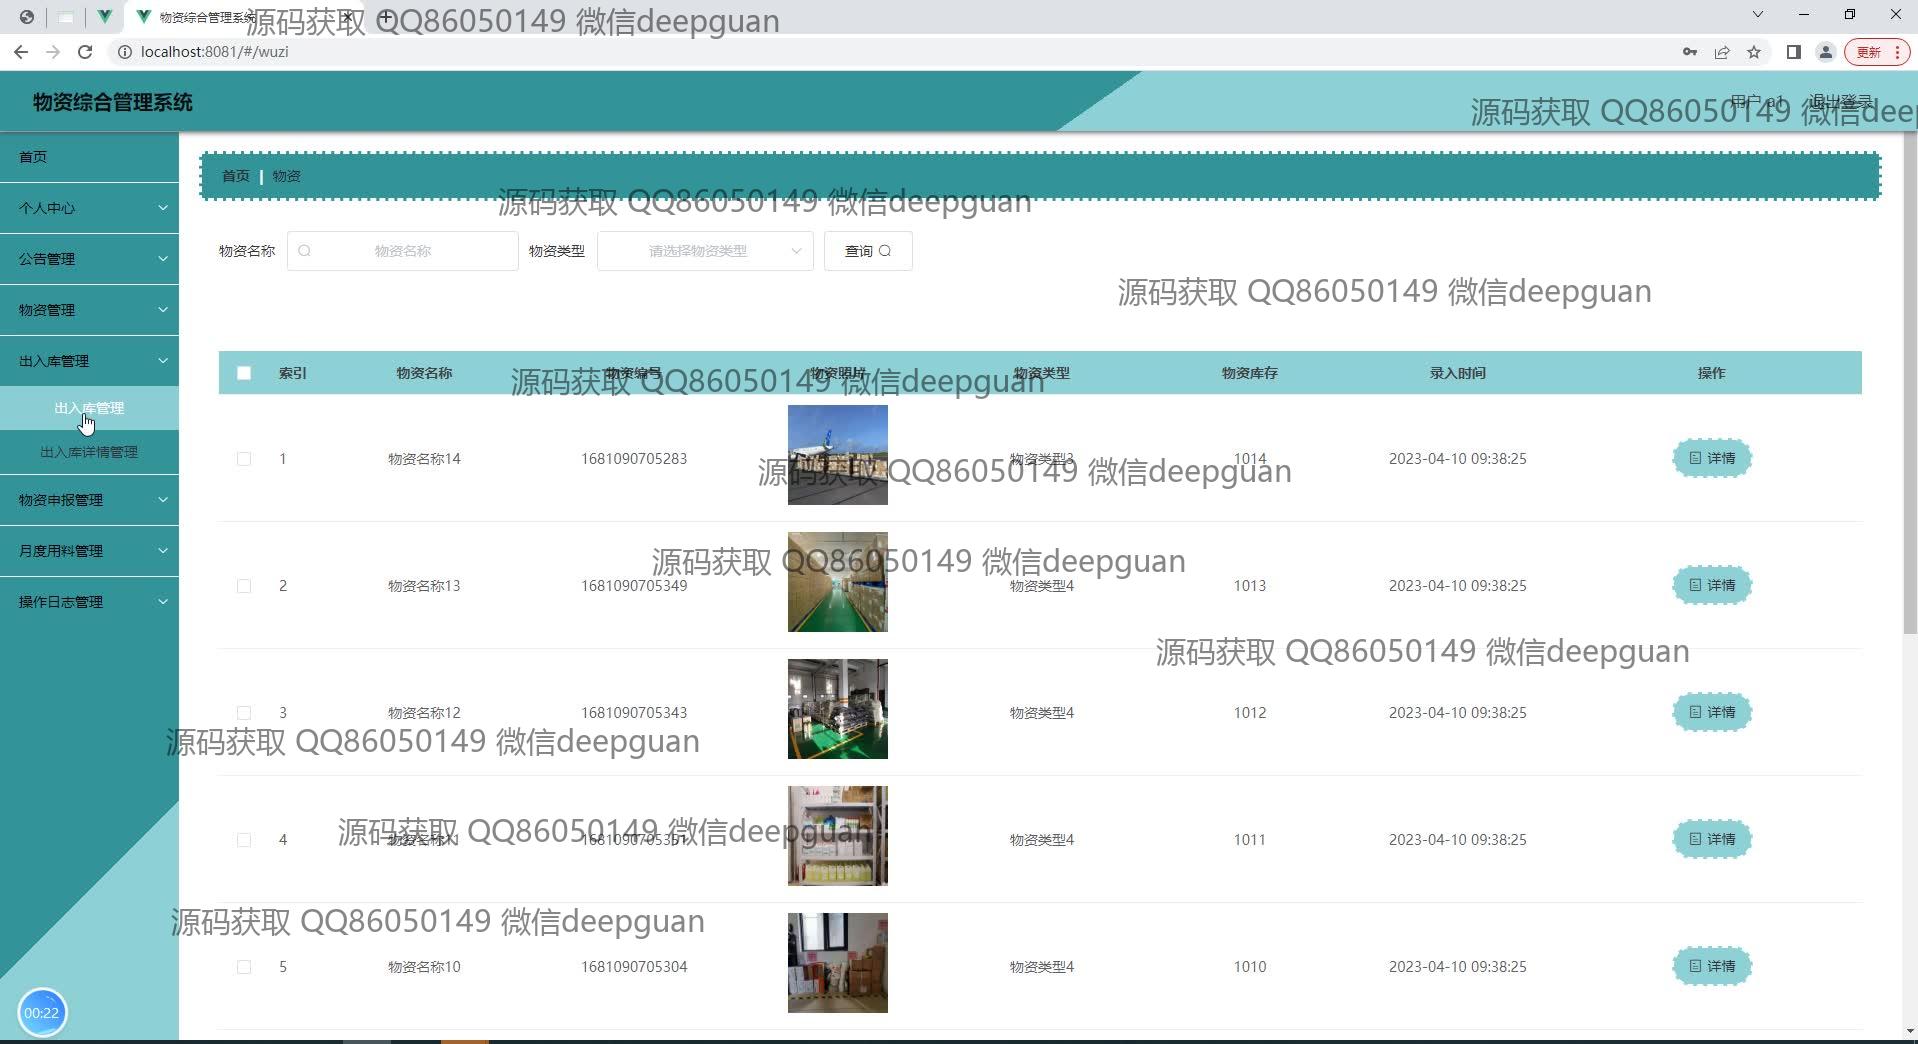 物资综合管理系统
源码获取 QQ86050149 微信deepguan
localhost:8081/#/wuzi
更新
物资综合管理系统
用户 a1 退出登录
源码获取 QQ86050149 微信deep
首页
个人中心
公告管理
物资管理
出入库管理
出入库管理
出入库详情管理
物资申报管理
月度用料管理
操作日志管理
首页 | 物资
源码获取 QQ86050149 微信deepguan
物资名称 物资名称 物资类型 请选择物资类型 查询
源码获取 QQ86050149 微信deepguan
索引 物资名称 物资编号 物资照片 物资类型 物资库存 录入时间 操作
源码获取 QQ86050149 微信deepguan
1 物资名称14 1681090705283 物资类型3 1014 2023-04-10 09:38:25 详情
源码获取 QQ86050149 微信deepguan
源码获取 QQ86050149 微信deepguan
2 物资名称13 1681090705349 物资类型4 1013 2023-04-10 09:38:25 详情
源码获取 QQ86050149 微信deepguan
3 物资名称12 1681090705343 物资类型4 1012 2023-04-10 09:38:25 详情
源码获取 QQ86050149 微信deepguan
源码获取 QQ86050149 微信deepguan
4 物资名称11 1681090705351 物资类型4 1011 2023-04-10 09:38:25 详情
源码获取 QQ86050149 微信deepguan
5 物资名称10 1681090705304 物资类型4 1010 2023-04-10 09:38:25 详情
00:22